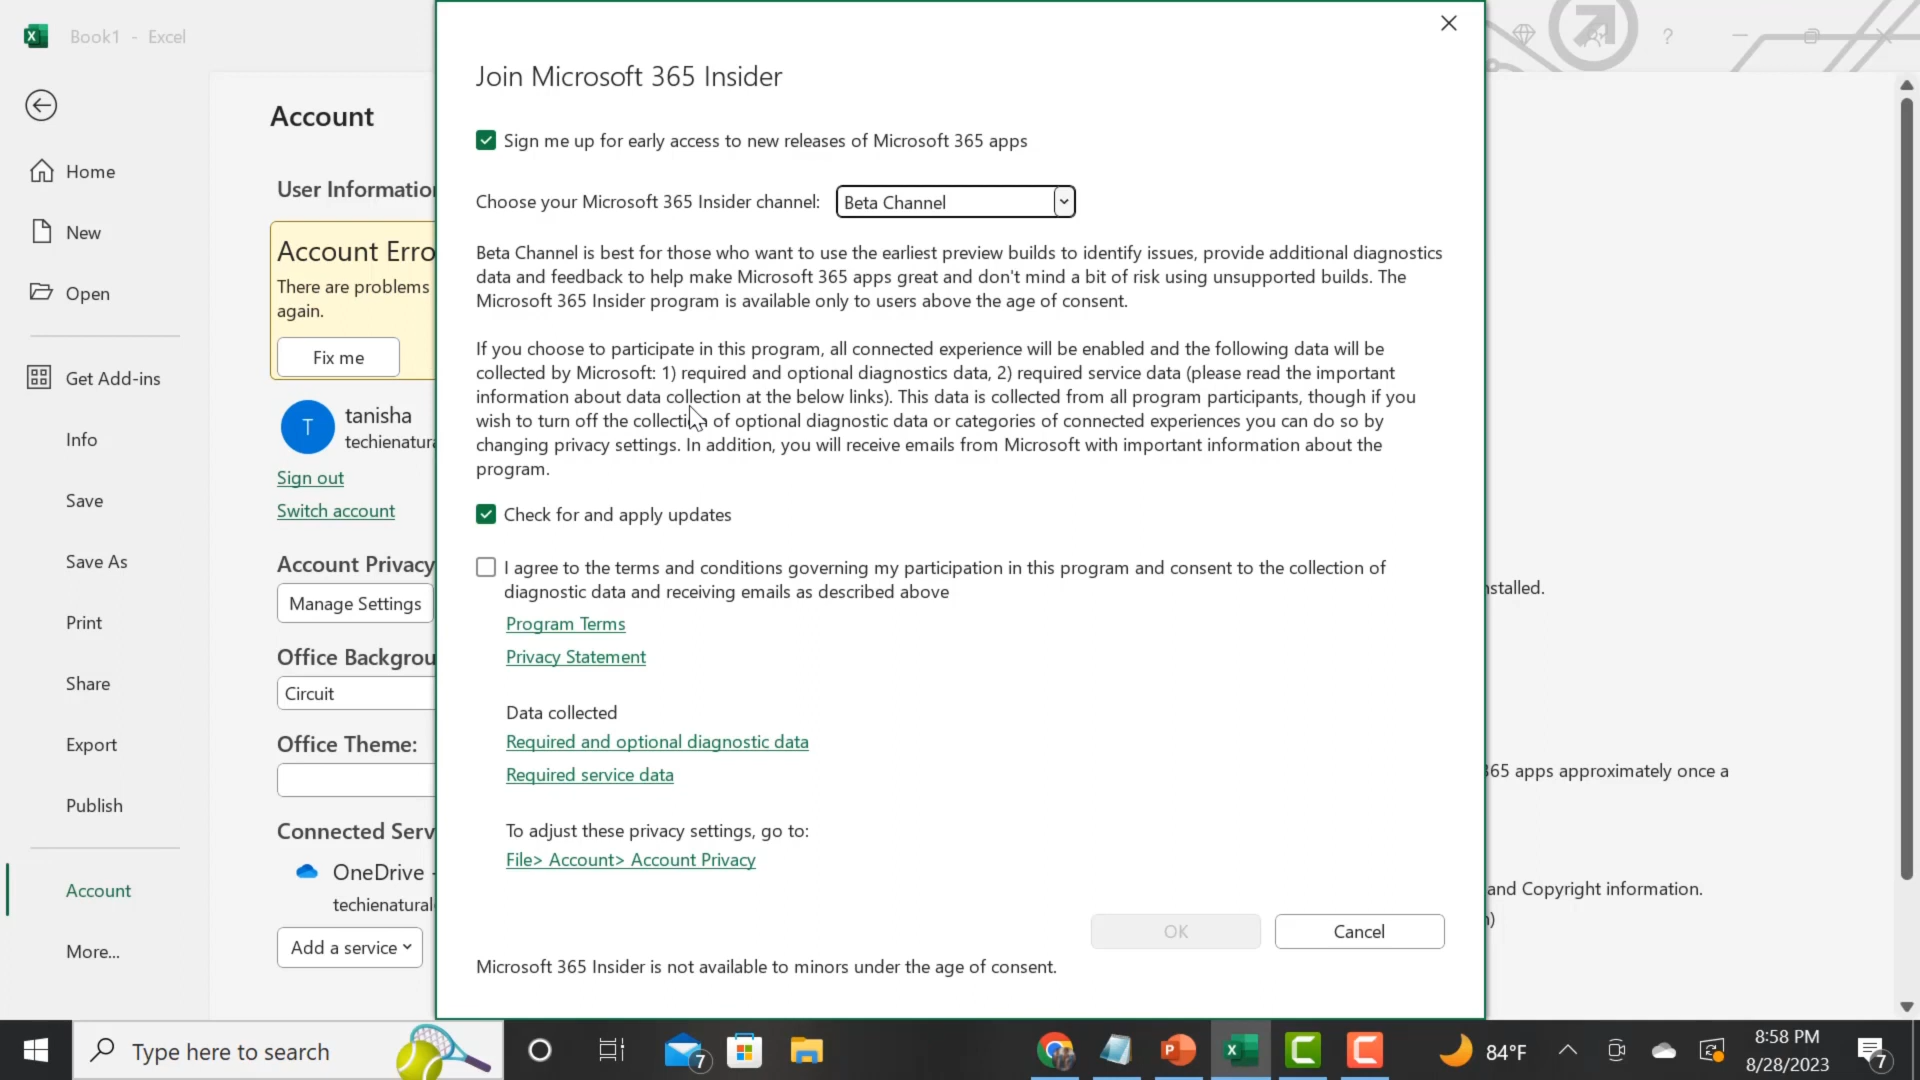 Book1 - Excel
?
Home
New
Open
Get Add-ins
Info
Save
Save As
Print
Share
Export
Publish
Account
More...
Account
User Information
Account Erro
There are problems
again.
Fix me
T
tanisha
techienatura
Sign out
Switch account
Account Privacy
Manage Settings
Office Backgrou
Circuit
Office Theme:
Connected Serv
OneDrive -
techienatural
Add a service
Join Microsoft 365 Insider
Sign me up for early access to new releases of Microsoft 365 apps
Choose your Microsoft 365 Insider channel: Beta Channel
Beta Channel is best for those who want to use the earliest preview builds to identify issues, provide additional diagnostics
data and feedback to help make Microsoft 365 apps great and don't mind a bit of risk using unsupported builds. The
Microsoft 365 Insider program is available only to users above the age of consent.
If you choose to participate in this program, all connected experience will be enabled and the following data will be
collected by Microsoft: 1) required and optional diagnostics data, 2) required service data (please read the important
information about data collection at the below links). This data is collected from all program participants, though if you
wish to turn off the collection of optional diagnostic data or categories of connected experiences you can do so by
changing privacy settings. In addition, you will receive emails from Microsoft with important information about the
program.
Check for and apply updates
I agree to the terms and conditions governing my participation in this program and consent to the collection of
diagnostic data and receiving emails as described above
Program Terms
Privacy Statement
Data collected
Required and optional diagnostic data
Required service data
To adjust these privacy settings, go to:
File> Account> Account Privacy
OK
Cancel
Microsoft 365 Insider is not available to minors under the age of consent.
nstalled.
365 apps approximately once a
and Copyright information.
Type here to search
7
84°F
8:58 PM
8/28/2023
7